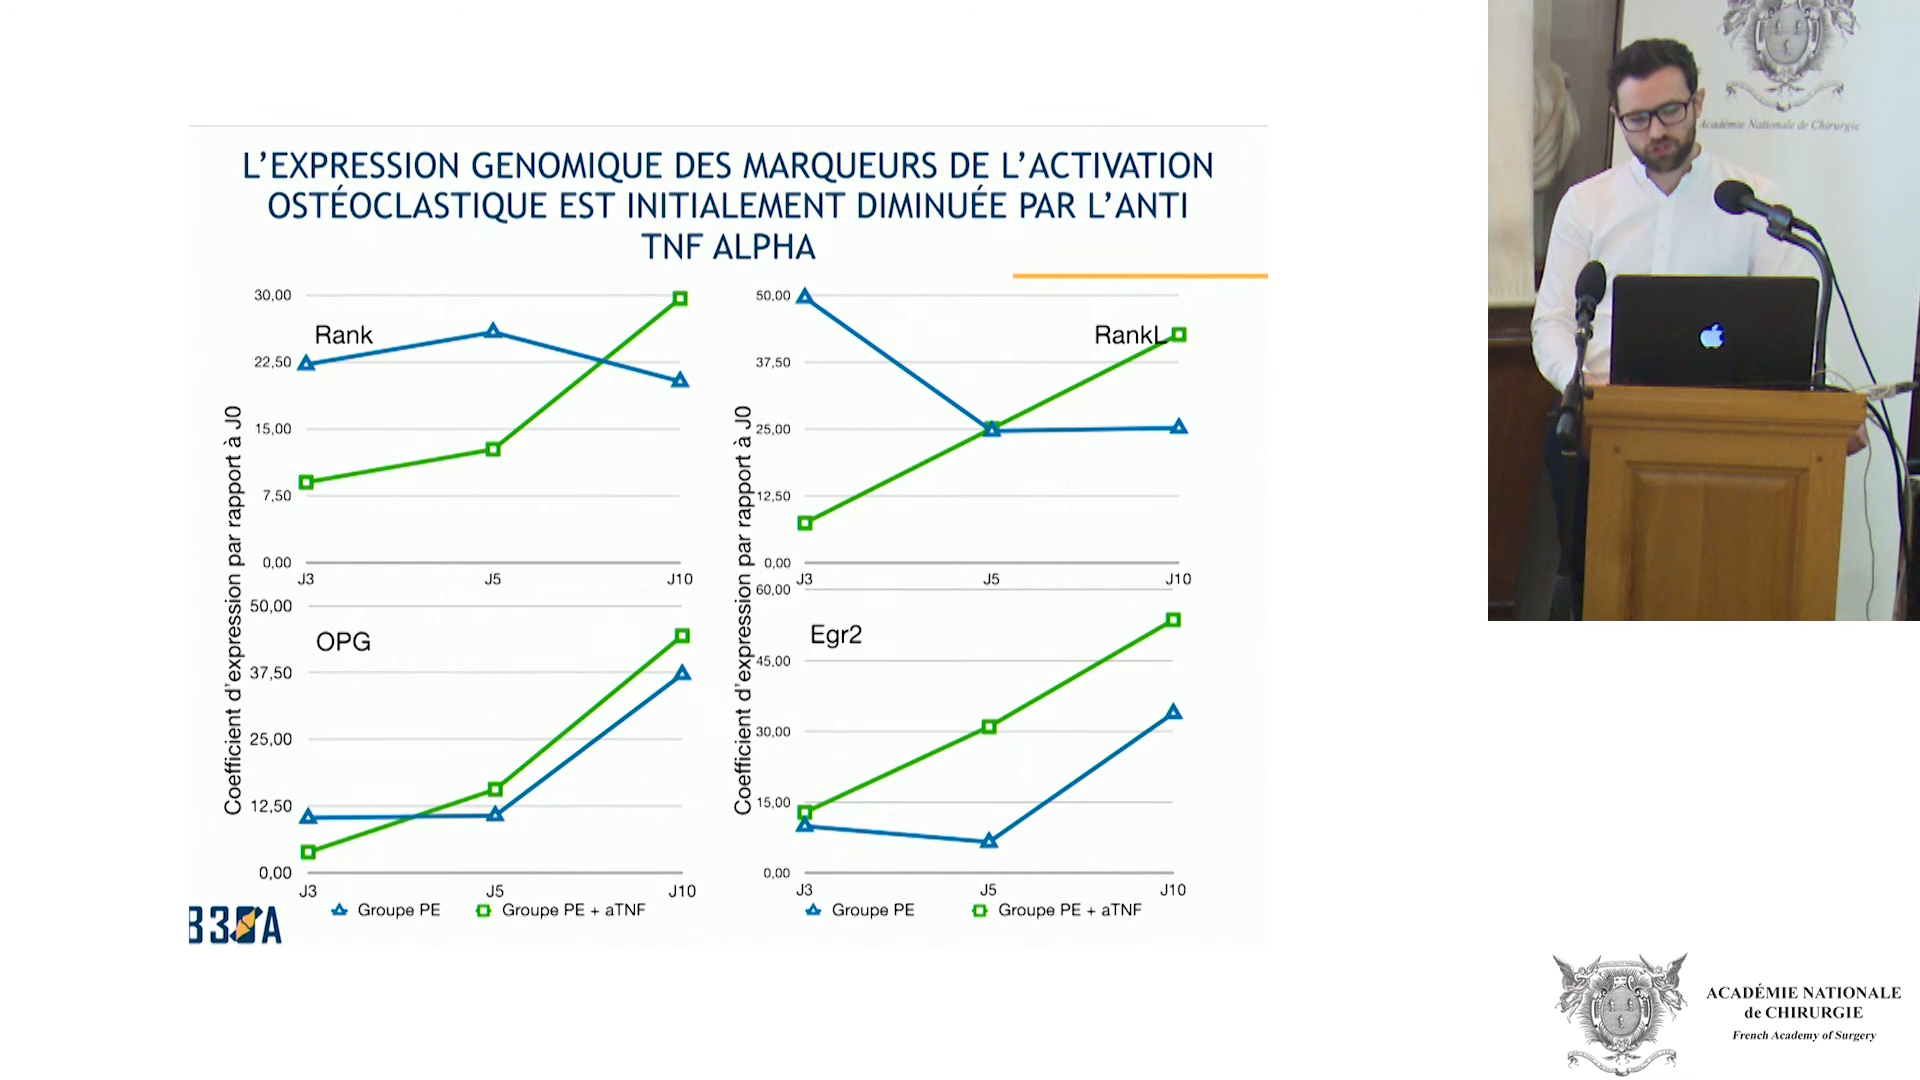 L'EXPRESSION GENOMIQUE DES MARQUEURS DE L'ACTIVATION
OSTÉOCLASTIQUE EST INITIALEMENT DIMINUÉE PAR L'ANTI
TNF ALPHA
Coefficient d'expression par rapport à J0
30,00
Rank
22,50
15,00
7,50
0,00
J3 J5 J10
50,00
RankL
37,50
25,00
12,50
0,00
J3 J5 J10
50,00
OPG
37,50
25,00
12,50
0,00
J3 J5 J10
Groupe PE Groupe PE + aTNF
Coefficient d'expression par rapport à J0
60,00
Egr2
45,00
30,00
15,00
0,00
J3 J5 J10
Groupe PE Groupe PE + aTNF
Académie Nationale de Chirurgie
ACADÉMIE NATIONALE
de CHIRURGIE
French Academy of Surgery